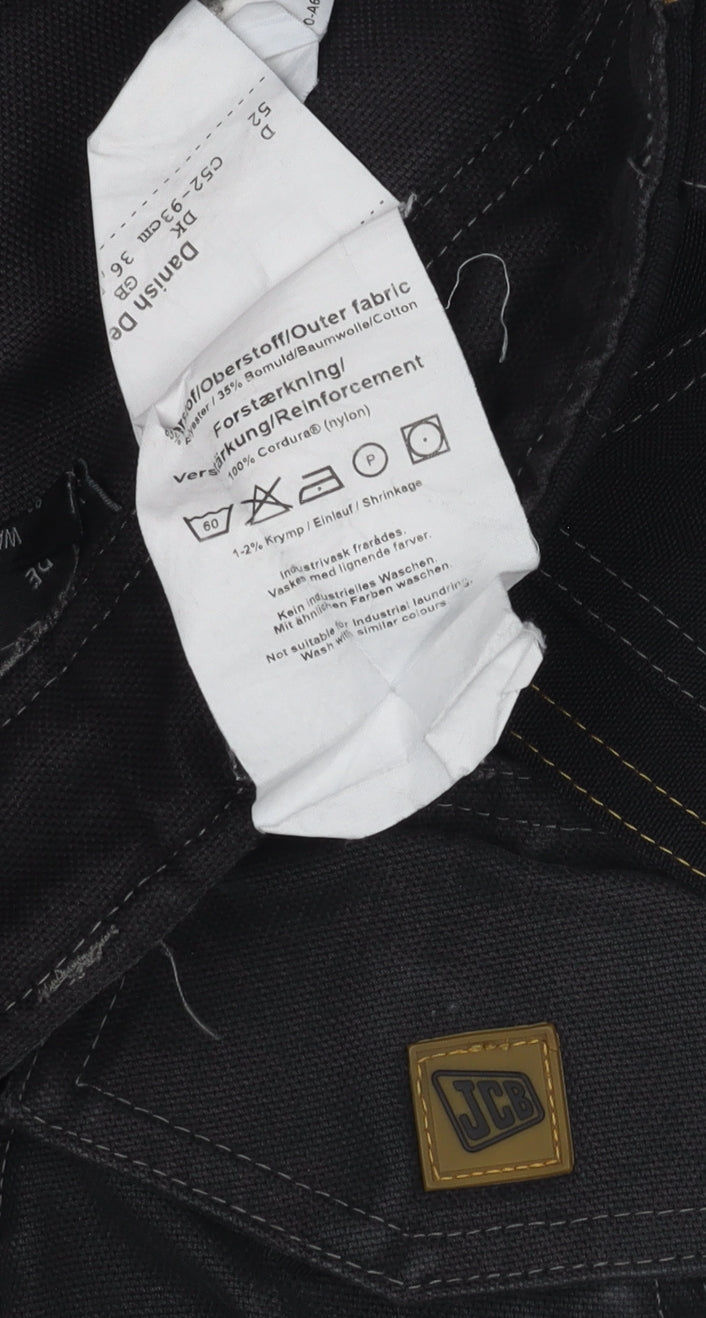 D
52
C52-93cm
DK
36
GB
Danish De
/Oberstoff/Outer fabric
/ 35% Bomuld/Baumwolle/Cotton
Forstærkning/
Verstärkung/Reinforcement
100% Cordura® (nylon)
60
P
1-2% Krymp / Einlauf / Shrinkage
Industrivask frarådes.
Vaskes med lignende farver.
Kein industrielles Waschen.
Mit ähnlichen Farben waschen.
Not suitable for industrial laundring.
Wash with similar colours.
JCB